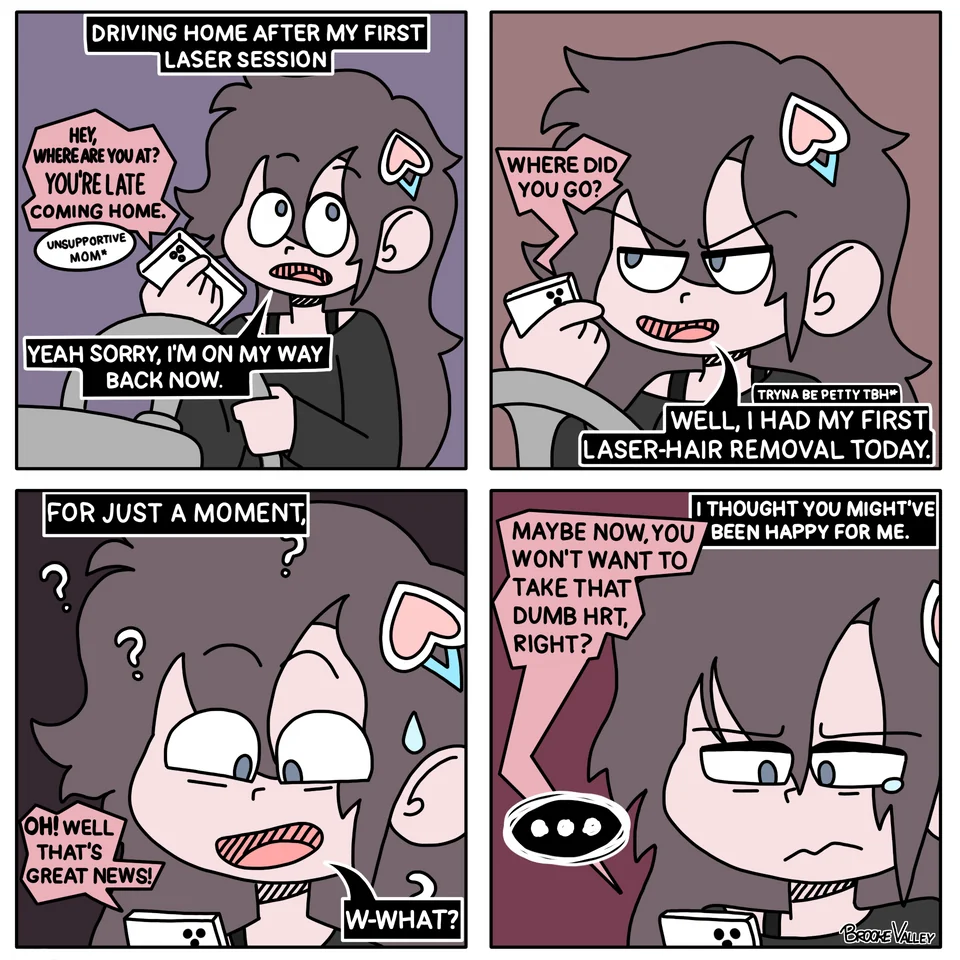 DRIVING HOME AFTER MY FIRST
LASER SESSION
HEY,
WHERE ARE YOU AT?
YOU'RE LATE
COMING HOME.
UNSUPPORTIVE
MOM*
YEAH SORRY, I'M ON MY WAY
BACK NOW.
WHERE DID
YOU GO?
TRYNA BE PETTY TBH*
WELL, I HAD MY FIRST
LASER-HAIR REMOVAL TODAY.
FOR JUST A MOMENT,
?
?
?
OH! WELL
THAT'S
GREAT NEWS!
?
W-WHAT?
I THOUGHT YOU MIGHT'VE
BEEN HAPPY FOR ME.
MAYBE NOW, YOU
WON'T WANT TO
TAKE THAT
DUMB HRT,
RIGHT?
...
BROOKE VALLEY